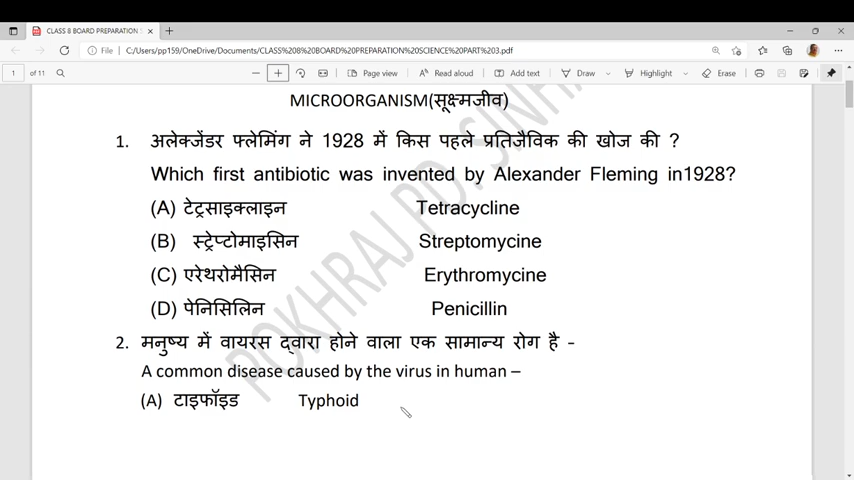 CLASS 8 BOARD PREPARATION S
File C:/Users/pp159/OneDrive/Documents/CLASS%208%20BOARD%20PREPARATION%20SCIENCE%20PART%203.pdf
1 of 11 Page view Read aloud Add text Draw Highlight Erase
MICROORGANISM(सूक्ष्मजीव)
1. अलेक्जेंडर फ्लेमिंग ने 1928 में किस पहले प्रतिजैविक की खोज की ?
Which first antibiotic was invented by Alexander Fleming in1928?
(A) टेट्रसाइक्लाइन Tetracycline
(B) स्ट्रेप्टोमाइसिन Streptomycine
(C) एरेथरोमैसिन Erythromycine
(D) पेनिसिलिन Penicillin
2. मनुष्य में वायरस द्वारा होने वाला एक सामान्य रोग है -
A common disease caused by the virus in human –
(A) टाइफॉइड Typhoid
POKHRAJ PD. SINHA